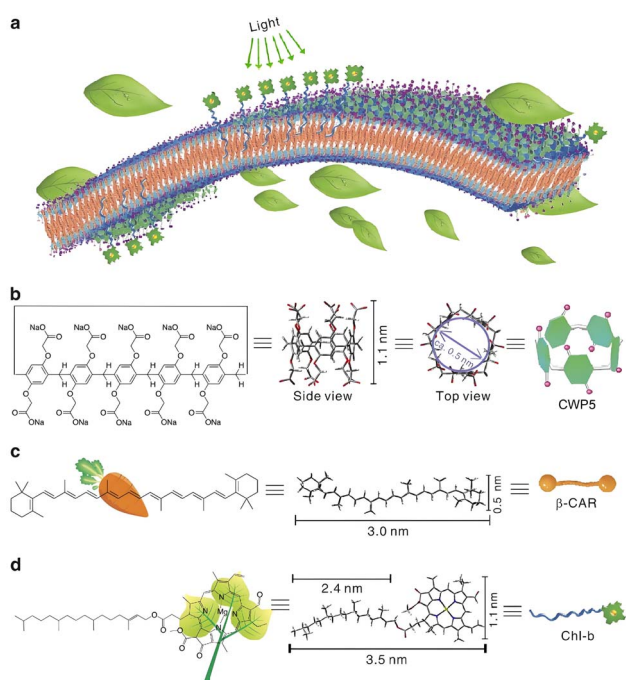 a
Light
b
NaO O NaO O NaO O NaO O NaO O
O O O O O
H H H H H
H H H H H
O O O O O
O O O O O
ONa ONa ONa ONa ONa
1.1 nm
ca. 0.5 nm
Side view
Top view
CWP5
c
0.5 nm
3.0 nm
β-CAR
d
N N
Mg
N N
O
O
O O O
O
2.4 nm
1.1 nm
3.5 nm
Chl-b